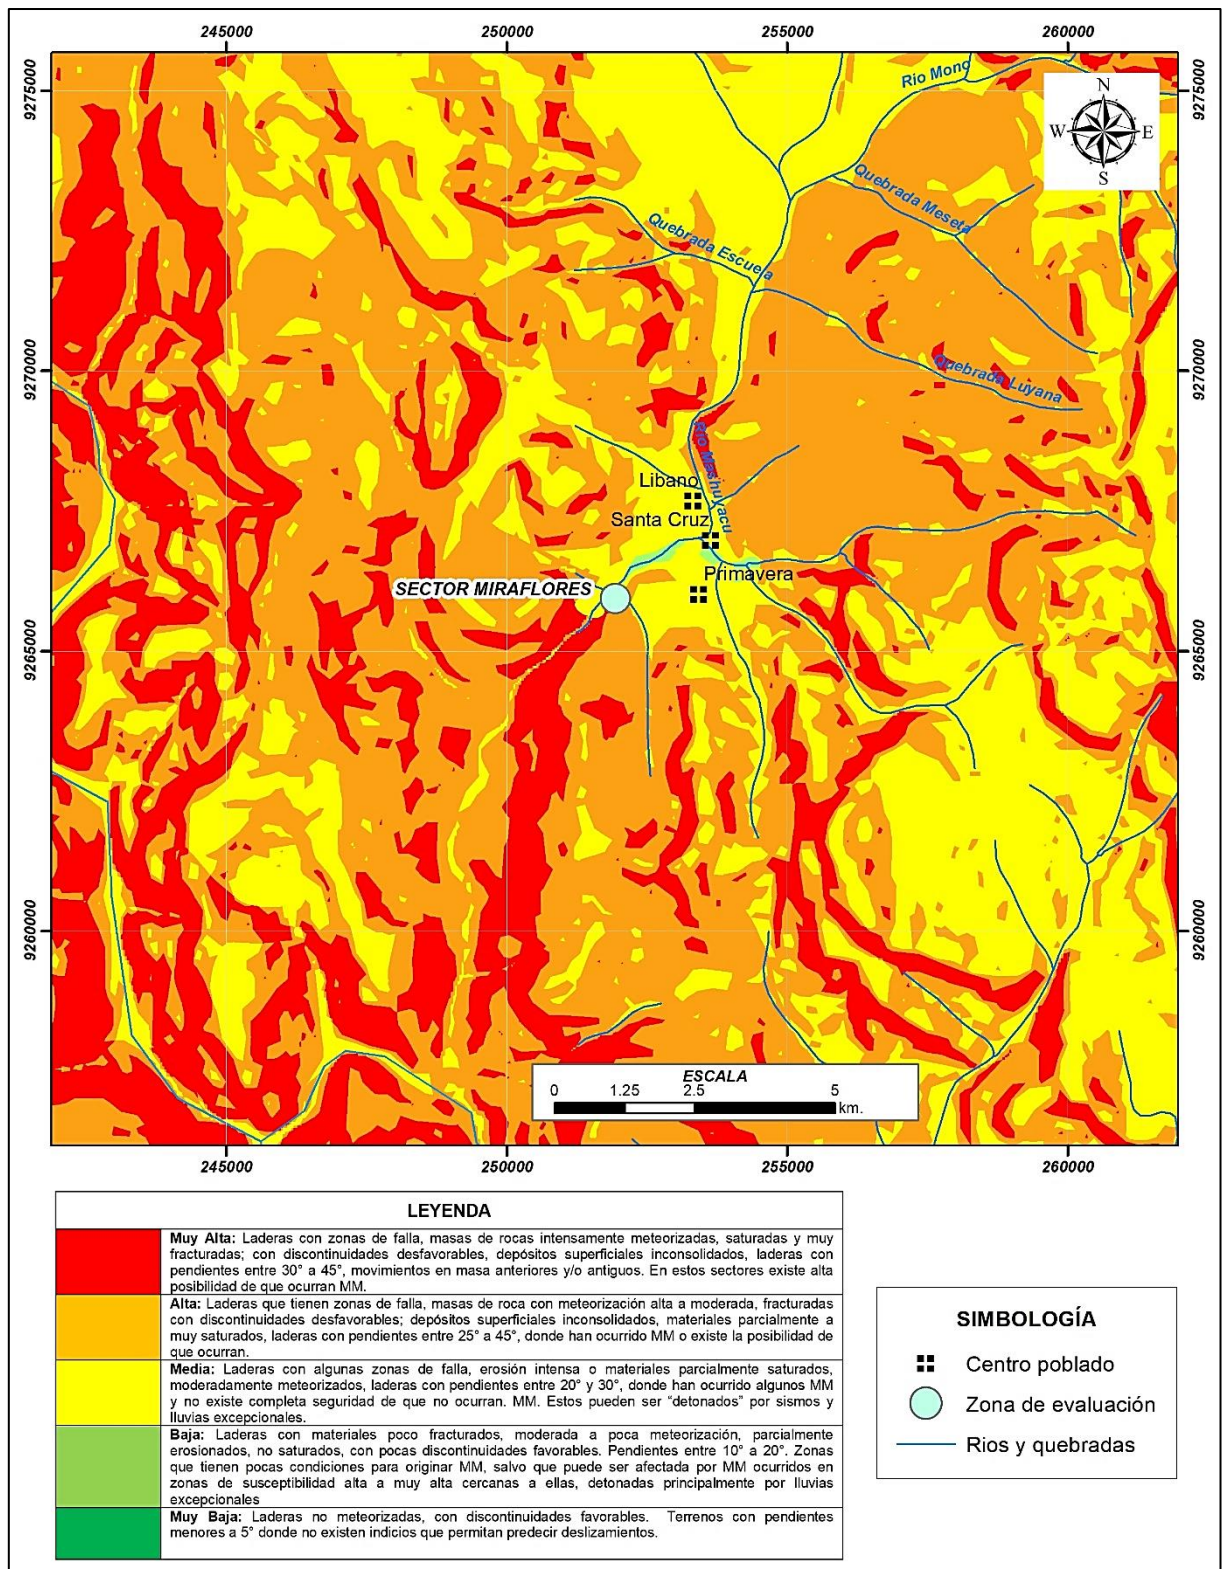 245000
250000
255000
260000
9275000
9275000
9270000
9270000
9265000
9265000
9260000
9260000
N
W
E
S
Rio Mono
Quebrada Meseta
Quebrada Escuela
Quebrada Luyana
Rio Mashuyacu
Libano
Santa Cruz
Primavera
SECTOR MIRAFLORES
ESCALA
0 1.25 2.5 5
km.
245000
250000
255000
260000
LEYENDA
Muy Alta: Laderas con zonas de falla, masas de rocas intensamente meteorizadas, saturadas y muy
fracturadas; con discontinuidades desfavorables, depósitos superficiales inconsolidados, laderas con
pendientes entre 30° a 45°, movimientos en masa anteriores y/o antiguos. En estos sectores existe alta
posibilidad de que ocurran MM.
Alta: Laderas que tienen zonas de falla, masas de roca con meteorización alta a moderada, fracturadas
con discontinuidades desfavorables; depósitos superficiales inconsolidados, materiales parcialmente a
muy saturados, laderas con pendientes entre 25° a 45°, donde han ocurrido MM o existe la posibilidad de
que ocurran.
Media: Laderas con algunas zonas de falla, erosión intensa o materiales parcialmente saturados,
moderadamente meteorizados, laderas con pendientes entre 20° y 30°, donde han ocurrido algunos MM
y no existe completa seguridad de que no ocurran. MM. Estos pueden ser “detonados” por sismos y
lluvias excepcionales.
Baja: Laderas con materiales poco fracturados, moderada a poca meteorización, parcialmente
erosionados, no saturados, con pocas discontinuidades favorables. Pendientes entre 10° a 20°. Zonas
que tienen pocas condiciones para originar MM, salvo que puede ser afectada por MM ocurridos en
zonas de susceptibilidad alta a muy alta cercanas a ellas, detonadas principalmente por lluvias
excepcionales
Muy Baja: Laderas no meteorizadas, con discontinuidades favorables. Terrenos con pendientes
menores a 5° donde no existen indicios que permitan predecir deslizamientos.
SIMBOLOGÍA
Centro poblado
Zona de evaluación
Rios y quebradas